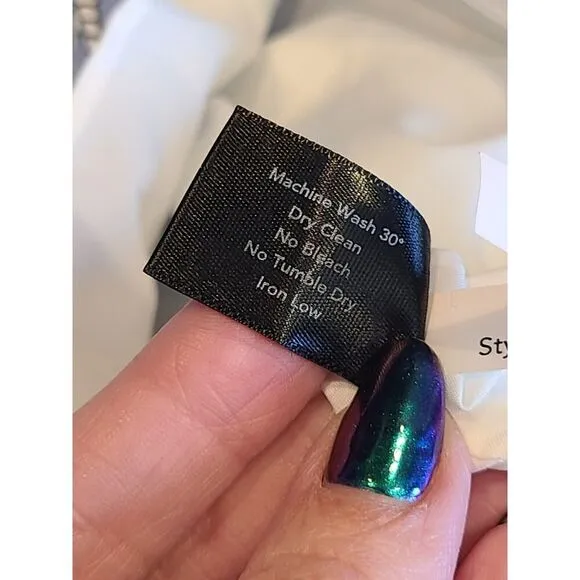 Machine Wash 30°
Dry Clean
No Bleach
No Tumble Dry
Iron Low
Sty